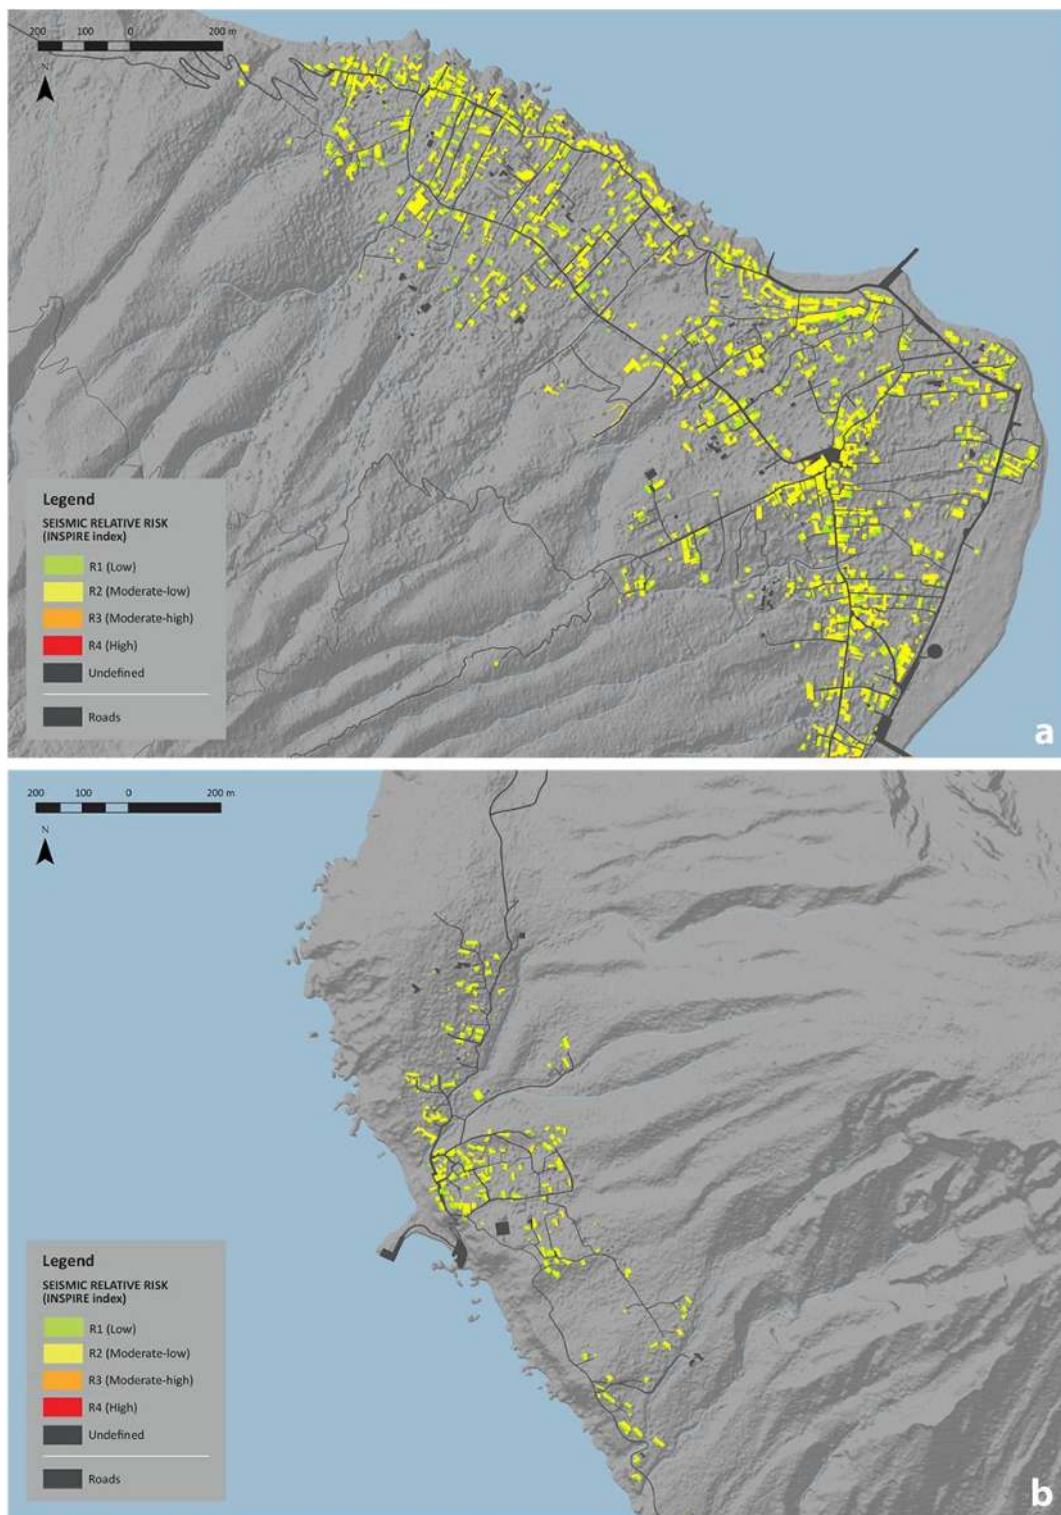 200 100 0 200 m
N
Legend
SEISMIC RELATIVE RISK
(INSPIRE index)
R1 (Low)
R2 (Moderate-low)
R3 (Moderate-high)
R4 (High)
Undefined
Roads
a
200 100 0 200 m
N
Legend
SEISMIC RELATIVE RISK
(INSPIRE index)
R1 (Low)
R2 (Moderate-low)
R3 (Moderate-high)
R4 (High)
Undefined
Roads
b